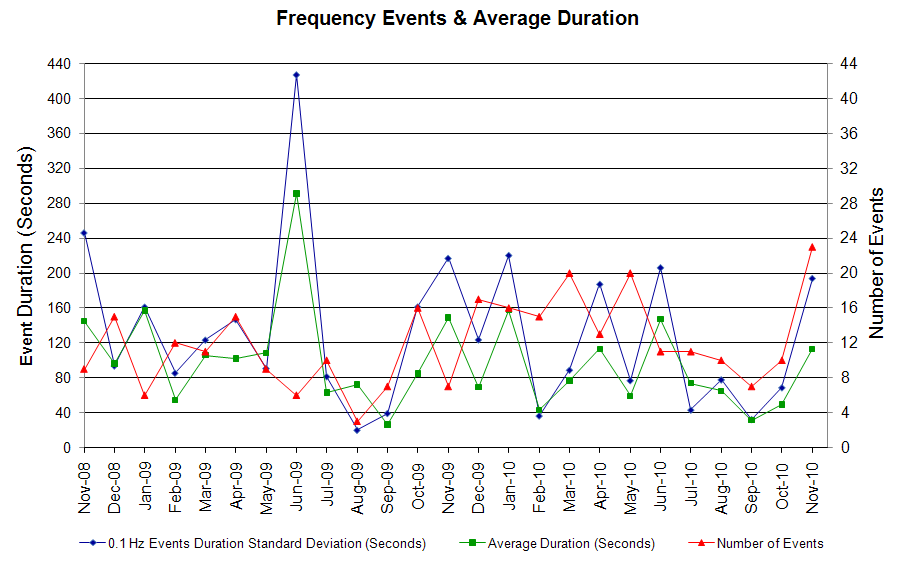 Frequency Events & Average Duration
Event Duration (Seconds)
440
400
360
320
280
240
200
160
120
80
40
0
44
40
36
32
28
24
20
16
12
8
4
0
Number of Events
Nov-08
Dec-08
Jan-09
Feb-09
Mar-09
Apr-09
May-09
Jun-09
Jul-09
Aug-09
Sep-09
Oct-09
Nov-09
Dec-09
Jan-10
Feb-10
Mar-10
Apr-10
May-10
Jun-10
Jul-10
Aug-10
Sep-10
Oct-10
Nov-10
0.1 Hz Events Duration Standard Deviation (Seconds)
Average Duration (Seconds)
Number of Events